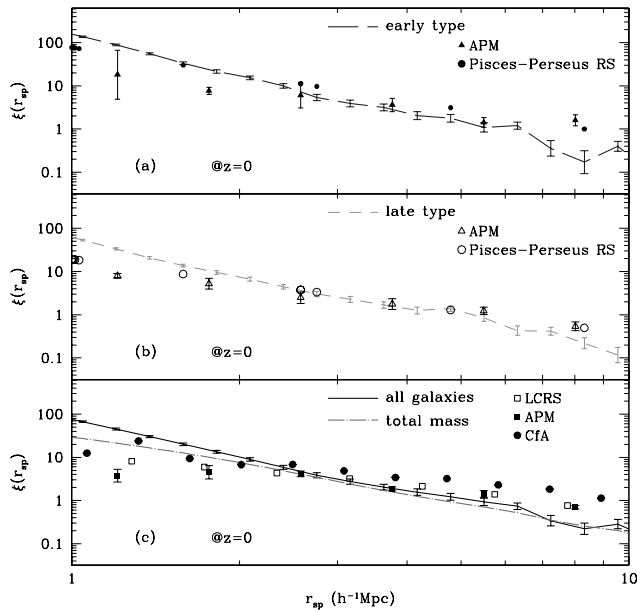 early type
APM
Pisces-Perseus RS
ξ(r_sp)
100
10
1
0.1
(a) @z=0
late type
APM
Pisces-Perseus RS
ξ(r_sp)
100
10
1
0.1
(b) @z=0
all galaxies
total mass
LCRS
APM
CfA
ξ(r_sp)
100
10
1
0.1
(c) @z=0
1 10
r_sp (h⁻¹Mpc)